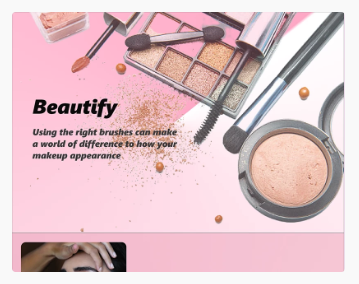 Beautify
Using the right brushes can make
a world of difference to how your
makeup appearance